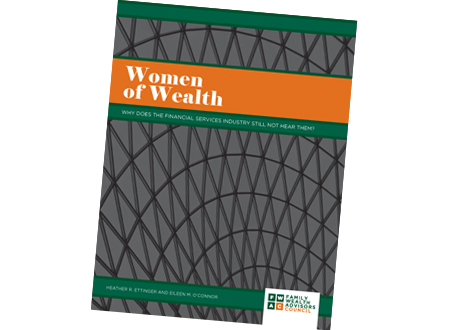 Women
of Wealth
WHY DOES THE FINANCIAL SERVICES INDUSTRY STILL NOT HEAR THEM?
HEATHER R. ETTINGER AND EILEEN M. O'CONNOR
F W
A C
FAMILY
WEALTH
ADVISORS
COUNCIL